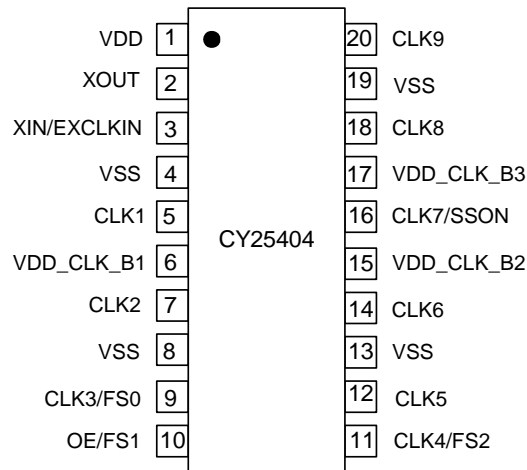 VDD 1 20 CLK9
XOUT 2 19 VSS
XIN/EXCLKIN 3 18 CLK8
VSS 4 17 VDD_CLK_B3
CLK1 5 16 CLK7/SSON
CY25404
VDD_CLK_B1 6 15 VDD_CLK_B2
CLK2 7 14 CLK6
VSS 8 13 VSS
CLK3/FS0 9 12 CLK5
OE/FS1 10 11 CLK4/FS2